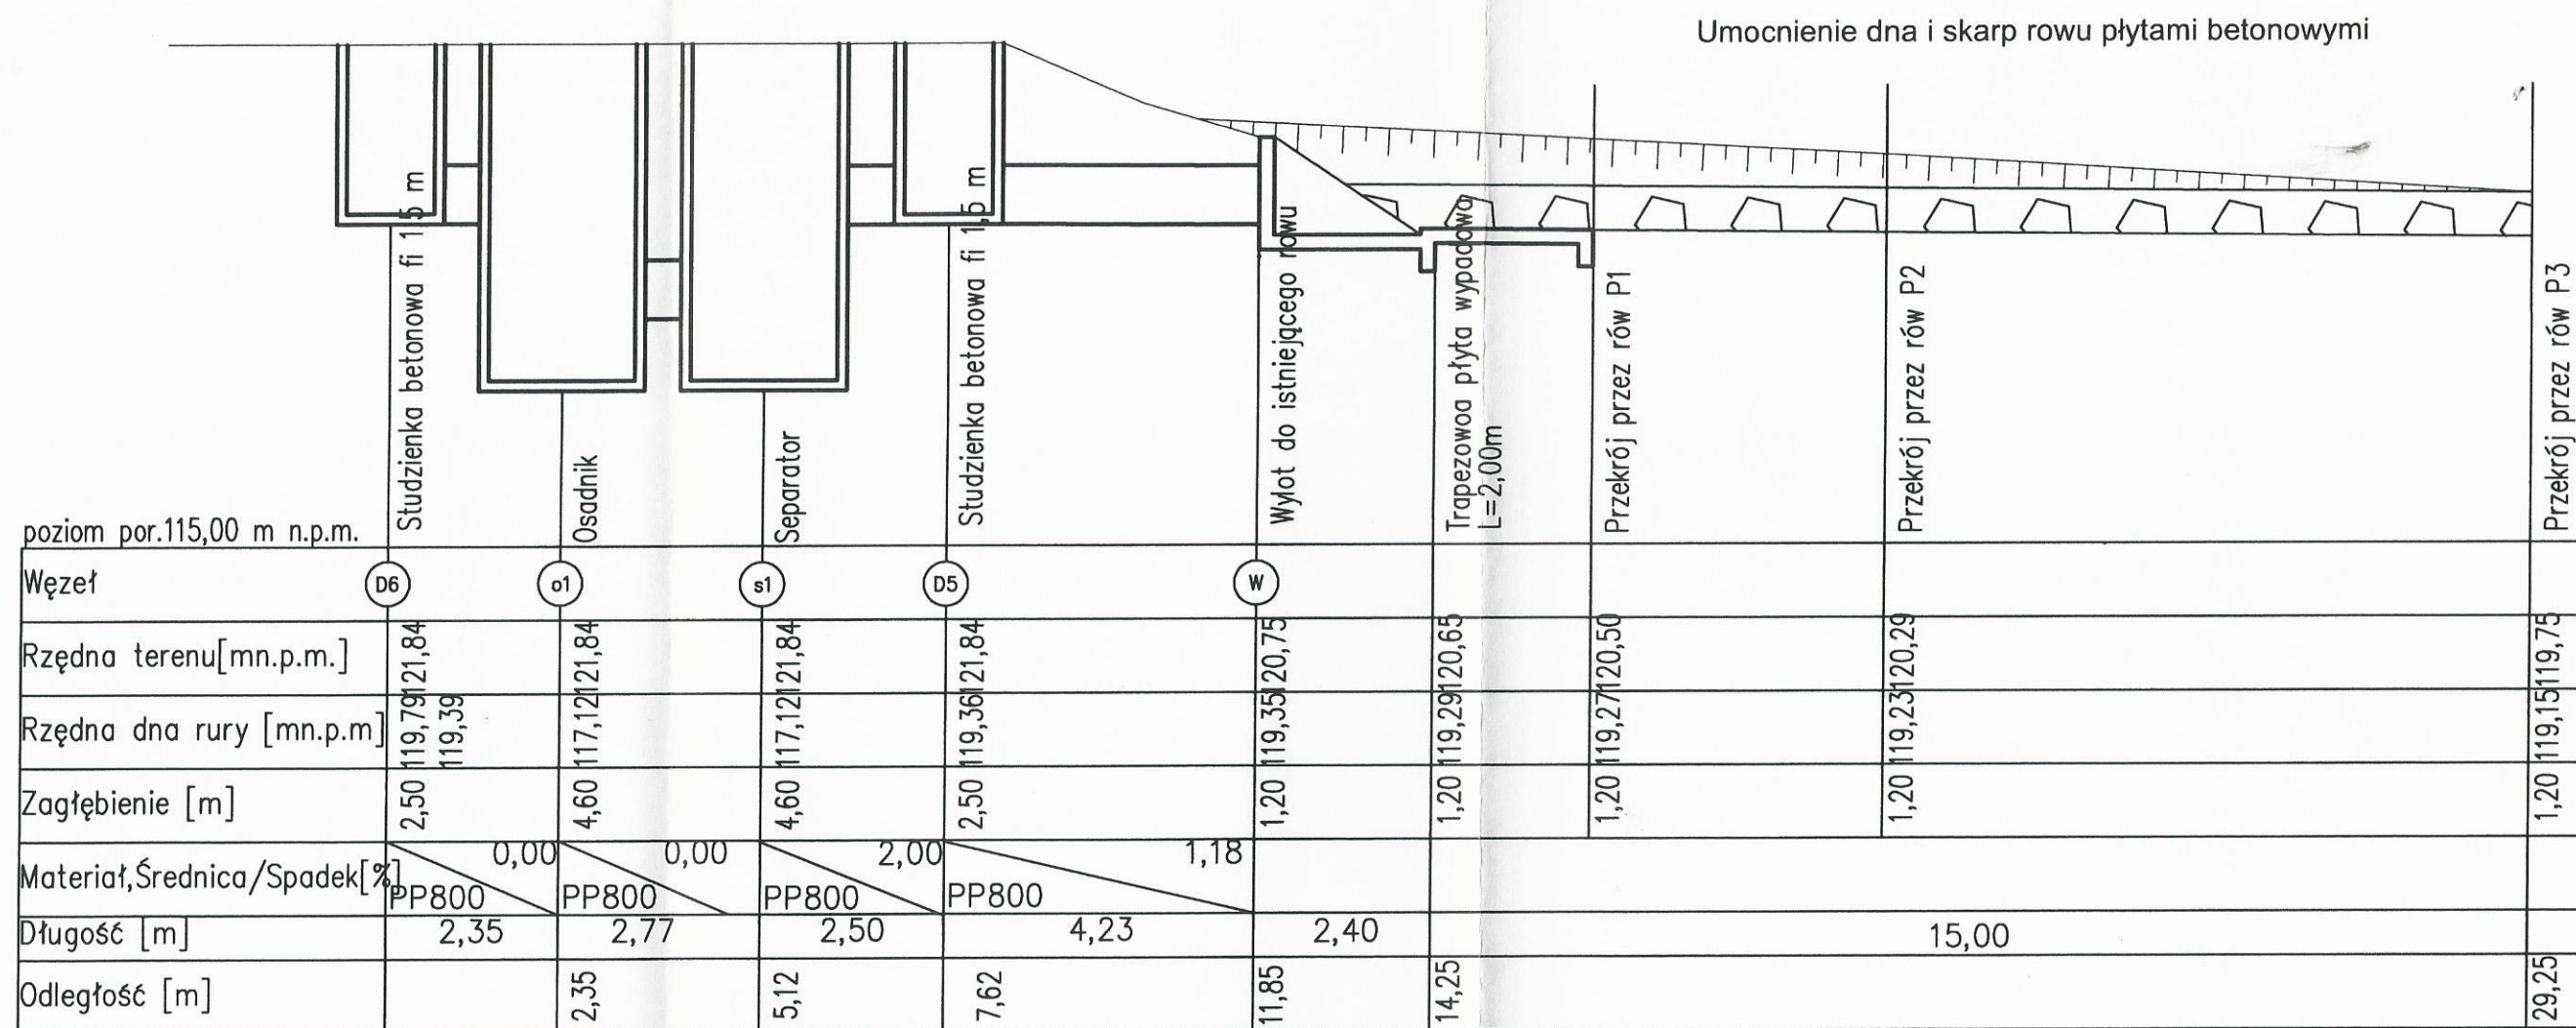 Umocnienie dna i skarp rowu płytami betonowymi
Studzienka betonowa fi 1,5 m
Osadnik
Separator
Studzienka betonowa fi 1,5 m
Wylot do istniejącego rowu
Trapezowa płyta wypadowa
L=2,00m
Przekrój przez rów P1
Przekrój przez rów P2
Przekrój przez rów P3
poziom por.115,00 m n.p.m.
Węzeł D6 o1 s1 D5 W
Rzędna terenu[mn.p.m.] 121,84 121,84 121,84 121,84 120,75 120,65 120,50 120,29 119,75
Rzędna dna rury [mn.p.m] 119,79 119,39 117,12 117,12 119,36 119,35 119,29 119,27 119,23 119,15
Zagłębienie [m] 2,50 4,60 4,60 2,50 1,20 1,20 1,20 1,20 1,20
Materiał,Średnica/Spadek[%] PP800 0,00 PP800 0,00 PP800 2,00 PP800 1,18
Długość [m] 2,35 2,77 2,50 4,23 2,40 15,00
Odległość [m] 2,35 5,12 7,62 11,85 14,25 29,25